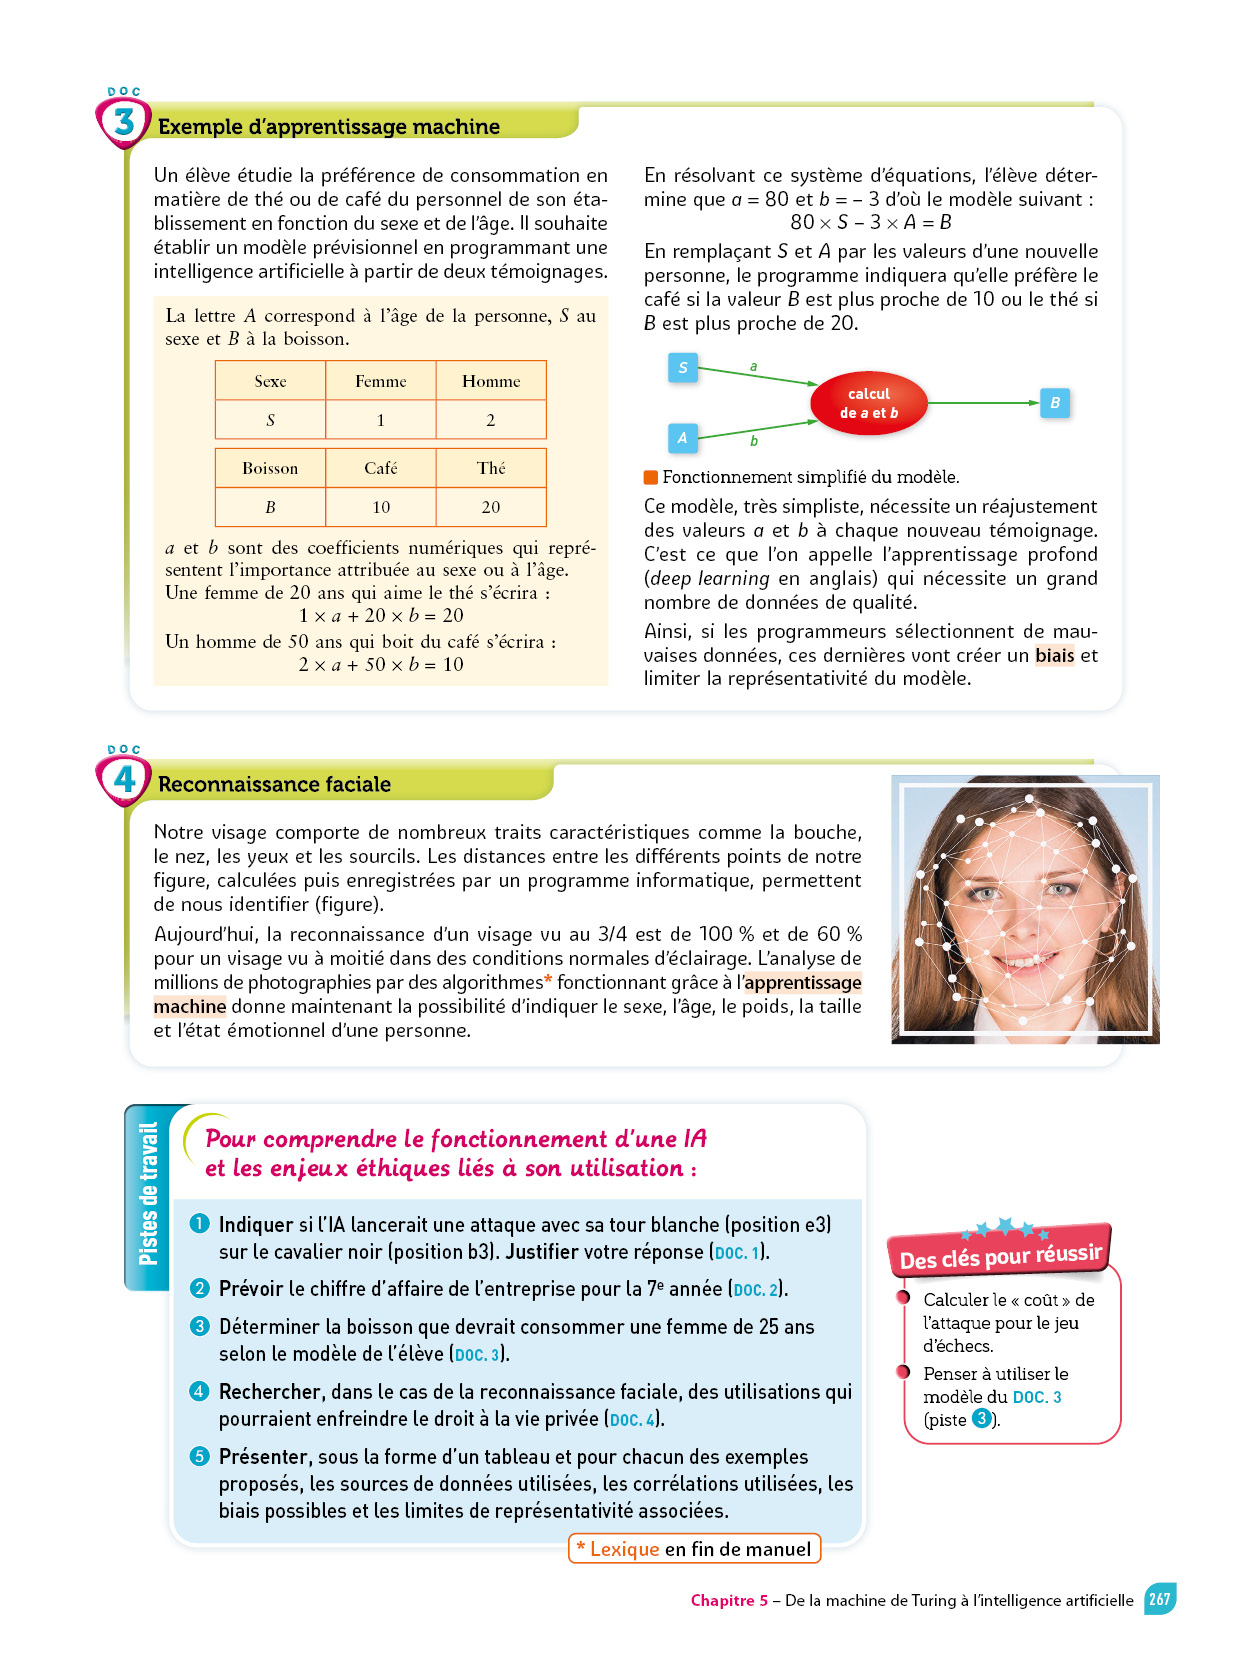 DOC
3
Exemple d'apprentissage machine
Un élève étudie la préférence de consommation en
matière de thé ou de café du personnel de son éta-
blissement en fonction du sexe et de l'âge. Il souhaite
établir un modèle prévisionnel en programmant une
intelligence artificielle à partir de deux témoignages.
La lettre A correspond à l'âge de la personne, S au
sexe et B à la boisson.
Sexe Femme Homme
S 1 2
Boisson Café Thé
B 10 20
a et b sont des coefficients numériques qui repré-
sentent l'importance attribuée au sexe ou à l'âge.
Une femme de 20 ans qui aime le thé s'écrira :
1 × a + 20 × b = 20
Un homme de 50 ans qui boit du café s'écrira :
2 × a + 50 × b = 10
En résolvant ce système d'équations, l'élève déter-
mine que a = 80 et b = – 3 d'où le modèle suivant :
80 × S – 3 × A = B
En remplaçant S et A par les valeurs d'une nouvelle
personne, le programme indiquera qu'elle préfère le
café si la valeur B est plus proche de 10 ou le thé si
B est plus proche de 20.
S
a
calcul
de a et b
B
A
b
Fonctionnement simplifié du modèle.
Ce modèle, très simpliste, nécessite un réajustement
des valeurs a et b à chaque nouveau témoignage.
C'est ce que l'on appelle l'apprentissage profond
(deep learning en anglais) qui nécessite un grand
nombre de données de qualité.
Ainsi, si les programmeurs sélectionnent de mau-
vaises données, ces dernières vont créer un biais et
limiter la représentativité du modèle.
DOC
4
Reconnaissance faciale
Notre visage comporte de nombreux traits caractéristiques comme la bouche,
le nez, les yeux et les sourcils. Les distances entre les différents points de notre
figure, calculées puis enregistrées par un programme informatique, permettent
de nous identifier (figure).
Aujourd'hui, la reconnaissance d'un visage vu au 3/4 est de 100 % et de 60 %
pour un visage vu à moitié dans des conditions normales d'éclairage. L'analyse de
millions de photographies par des algorithmes* fonctionnant grâce à l'apprentissage
machine donne maintenant la possibilité d'indiquer le sexe, l'âge, le poids, la taille
et l'état émotionnel d'une personne.
Pistes de travail
Pour comprendre le fonctionnement d'une IA
et les enjeux éthiques liés à son utilisation :
1 Indiquer si l'IA lancerait une attaque avec sa tour blanche (position e3)
sur le cavalier noir (position b3). Justifier votre réponse (DOC. 1).
2 Prévoir le chiffre d'affaire de l'entreprise pour la 7e année (DOC. 2).
3 Déterminer la boisson que devrait consommer une femme de 25 ans
selon le modèle de l'élève (DOC. 3).
4 Rechercher, dans le cas de la reconnaissance faciale, des utilisations qui
pourraient enfreindre le droit à la vie privée (DOC. 4).
5 Présenter, sous la forme d'un tableau et pour chacun des exemples
proposés, les sources de données utilisées, les corrélations utilisées, les
biais possibles et les limites de représentativité associées.
* Lexique en fin de manuel
Des clés pour réussir
Calculer le « coût » de
l'attaque pour le jeu
d'échecs.
Penser à utiliser le
modèle du DOC. 3
(piste 3).
Chapitre 5 – De la machine de Turing à l'intelligence artificielle 267